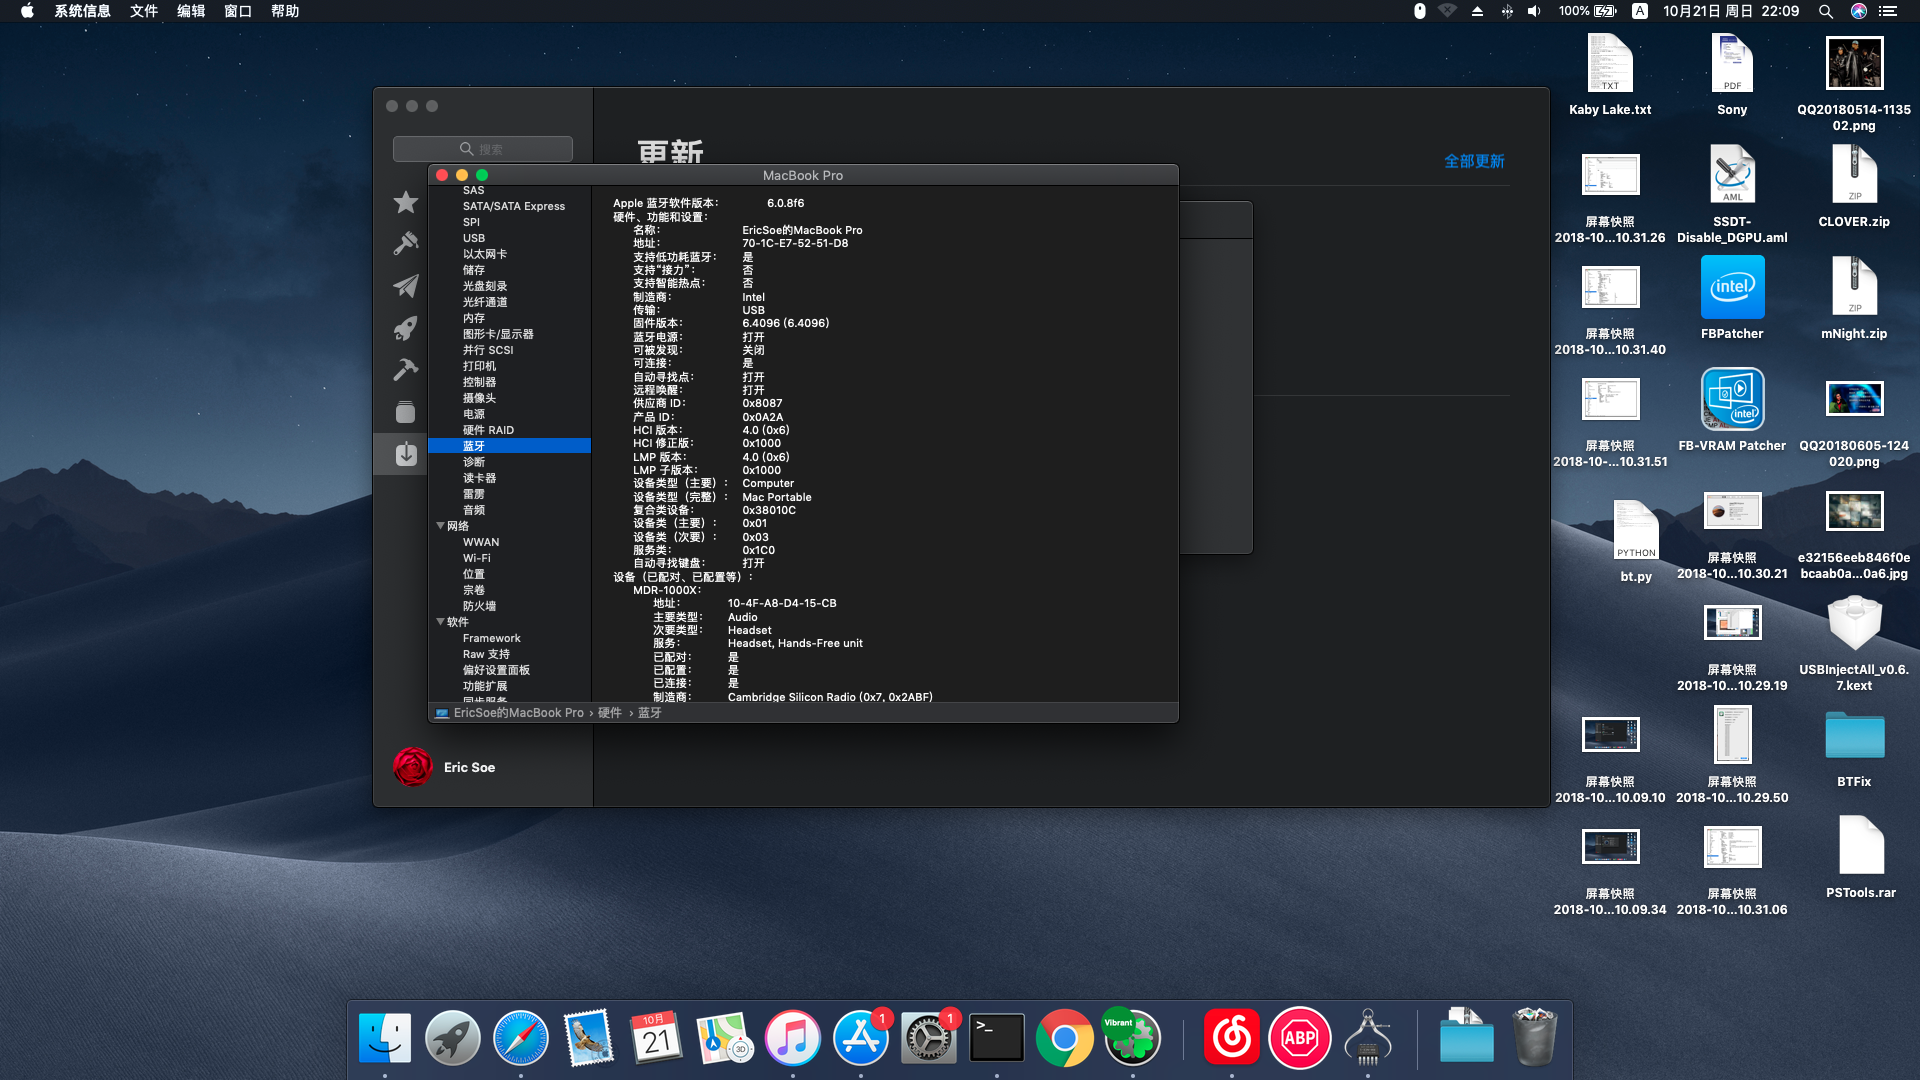 系统信息 文件 编辑 窗口 帮助
100% A 10月21日 周日 22:09
搜索
更新
全部更新
Eric Soe
MacBook Pro
SAS
SATA/SATA Express
SPI
USB
以太网卡
储存
光盘刻录
光纤通道
内存
图形卡/显示器
并行 SCSI
打印机
控制器
摄像头
电源
硬件 RAID
蓝牙
诊断
读卡器
雷雳
音频
网络
WWAN
Wi-Fi
位置
宗卷
防火墙
软件
Framework
Raw 支持
偏好设置面板
功能扩展
同步服务
Apple 蓝牙软件版本： 6.0.8f6
硬件、功能和设置：
名称： EricSoe的MacBook Pro
地址： 70-1C-E7-52-51-D8
支持低功耗蓝牙： 是
支持“接力”： 否
支持智能热点： 否
制造商： Intel
传输： USB
固件版本： 6.4096 (6.4096)
蓝牙电源： 打开
可被发现： 关闭
可连接： 是
自动寻找点： 打开
远程唤醒： 打开
供应商 ID： 0x8087
产品 ID： 0x0A2A
HCI 版本： 4.0 (0x6)
HCI 修正版： 0x1000
LMP 版本： 4.0 (0x6)
LMP 子版本： 0x1000
设备类型（主要）： Computer
设备类型（完整）： Mac Portable
复合类设备： 0x38010C
设备类（主要）： 0x01
设备类（次要）： 0x03
服务类： 0x1C0
自动寻找键盘： 打开
设备（已配对、已配置等）：
MDR-1000X：
地址： 10-4F-A8-D4-15-CB
主要类型： Audio
次要类型： Headset
服务： Headset, Hands-Free unit
已配对： 是
已配置： 是
已连接： 是
制造商： Cambridge Silicon Radio (0x7, 0x2ABF)
EricSoe的MacBook Pro › 硬件 › 蓝牙
TXT
Kaby Lake.txt
PDF
Sony
QQ20180514-1135
02.png
屏幕快照
2018-10...10.31.26
AML
SSDT-
Disable_DGPU.aml
ZIP
CLOVER.zip
屏幕快照
2018-10...10.31.40
intel
FBPatcher
ZIP
mNight.zip
屏幕快照
2018-10-...10.31.51
intel
FB-VRAM Patcher
QQ20180605-124
020.png
PYTHON
bt.py
屏幕快照
2018-10...10.30.21
e32156eeb846f0e
bcaab0a...0a6.jpg
屏幕快照
2018-10...10.29.19
USBInjectAll_v0.6.
7.kext
屏幕快照
2018-10...10.09.10
屏幕快照
2018-10...10.29.50
BTFix
屏幕快照
2018-10...10.09.34
屏幕快照
2018-10...10.31.06
PSTools.rar
10月
21
3D
1
1
>_
Vibrant
ABP